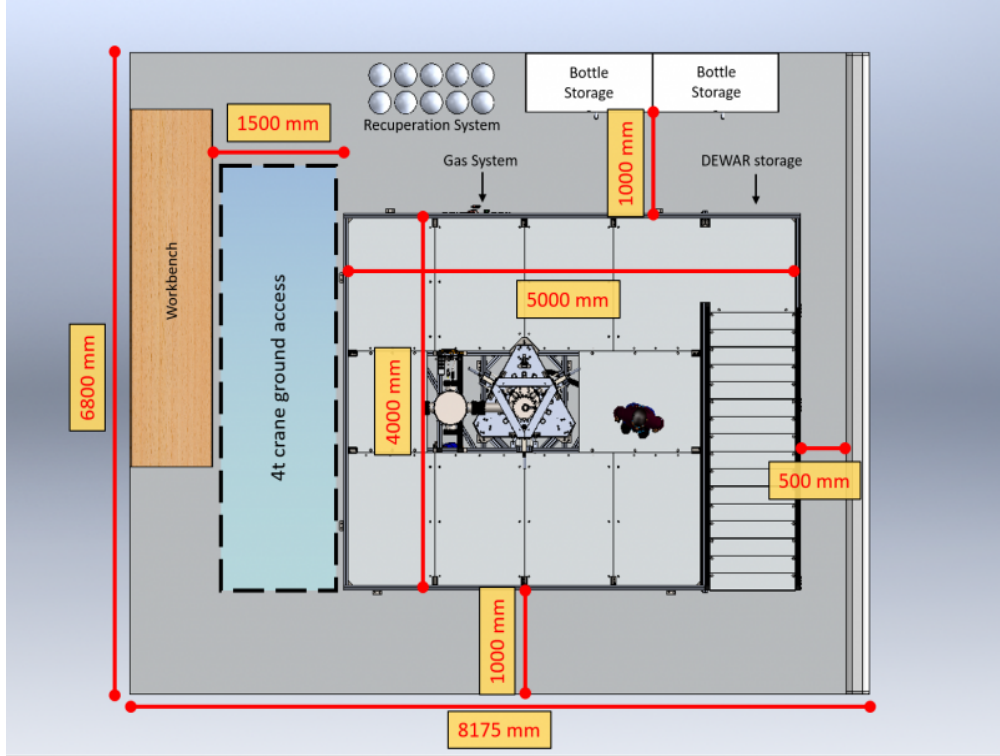 Bottle
Storage
Bottle
Storage
1500 mm
Recuperation System
Gas System
1000 mm
DEWAR storage
Workbench
4t crane ground access
5000 mm
6800 mm
4000 mm
500 mm
1000 mm
8175 mm